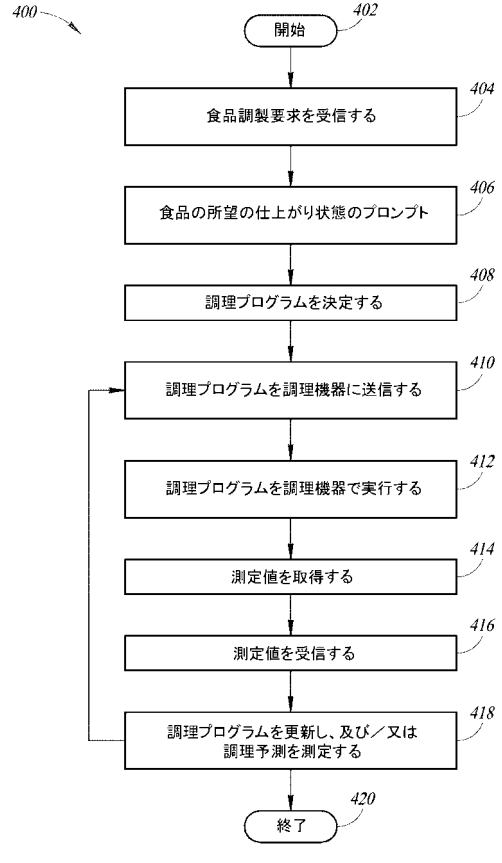 400
開始
402
食品調製要求を受信する
404
食品の所望の仕上がり状態のプロンプト
406
調理プログラムを決定する
408
調理プログラムを調理機器に送信する
410
調理プログラムを調理機器で実行する
412
測定値を取得する
414
測定値を受信する
416
調理プログラムを更新し、及び／又は
調理予測を測定する
418
終了
420